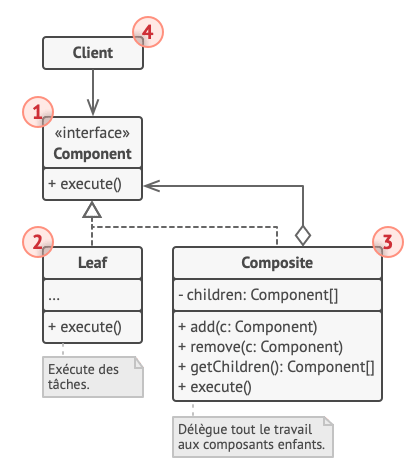 4
Client
1
«interface»
Component
+ execute()
2
Leaf
...
+ execute()
Exécute des
tâches.
3
Composite
- children: Component[]
+ add(c: Component)
+ remove(c: Component)
+ getChildren(): Component[]
+ execute()
Délègue tout le travail
aux composants enfants.